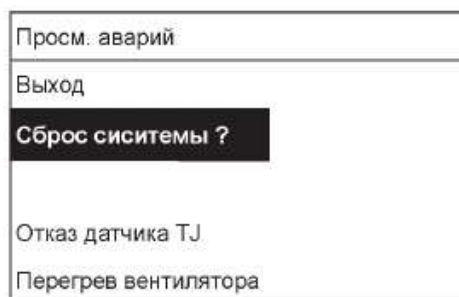 Просм. аварий
Выход
Сброс сиситемы ?
Отказ датчика TJ
Перегрев вентилятора